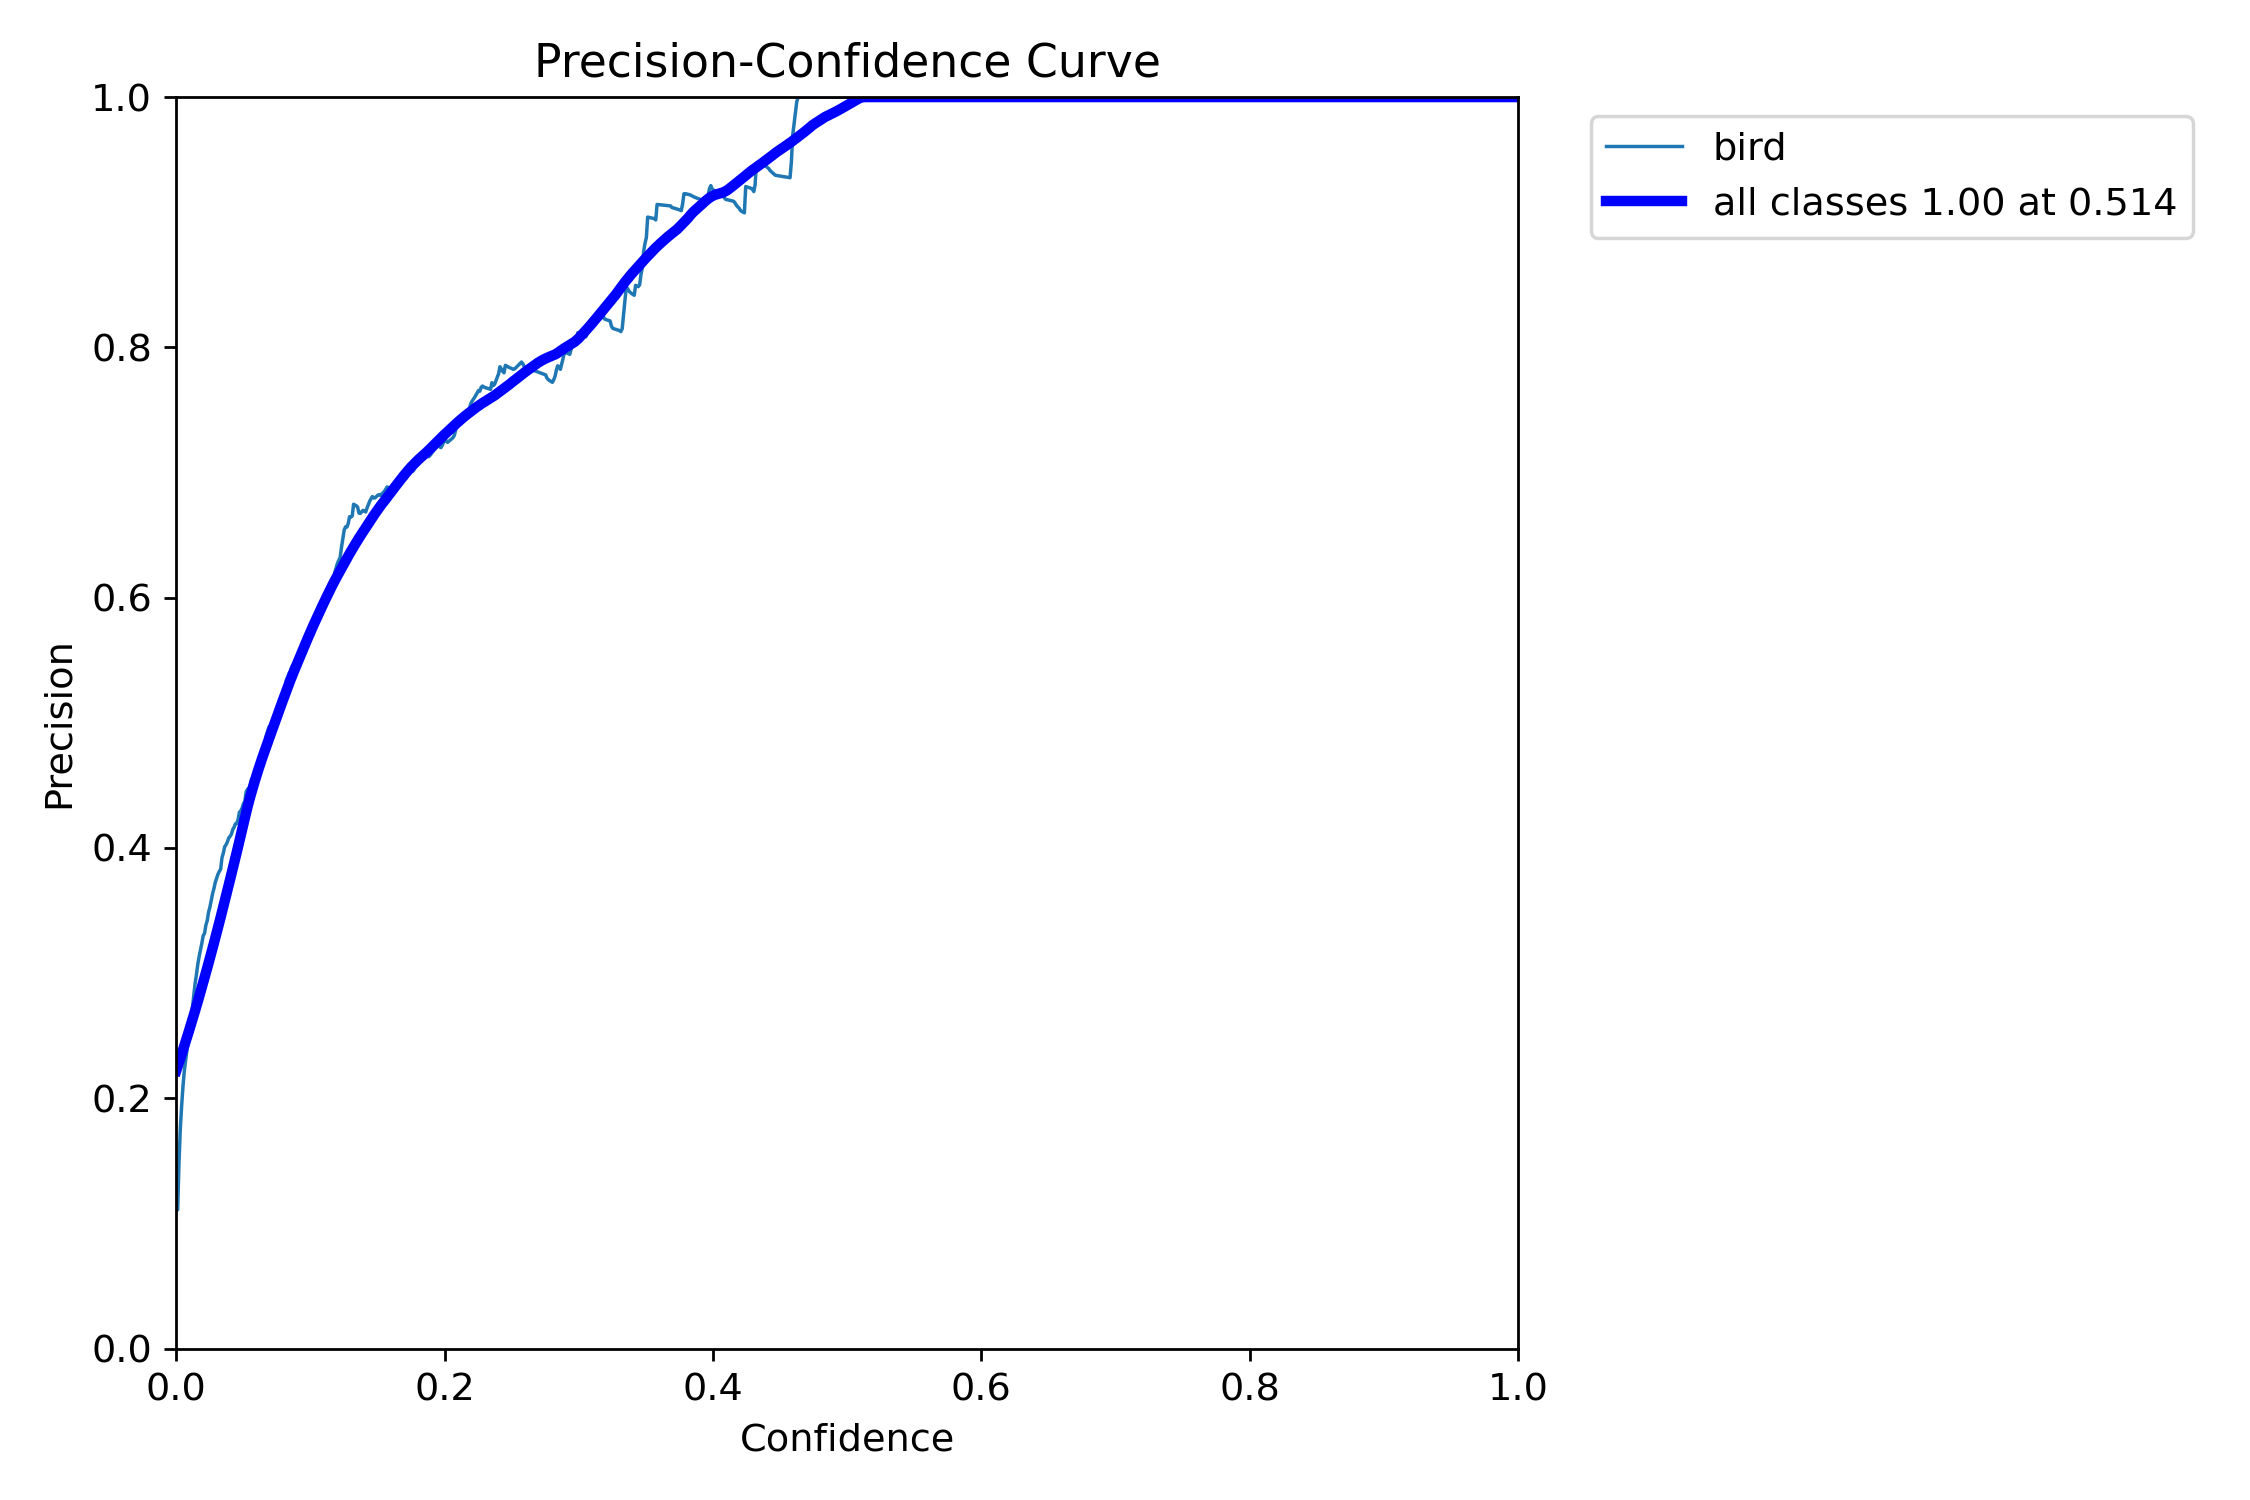 Precision-Confidence Curve
bird
all classes 1.00 at 0.514
Precision
1.0
0.8
0.6
0.4
0.2
0.0
0.0 0.2 0.4 0.6 0.8 1.0
Confidence